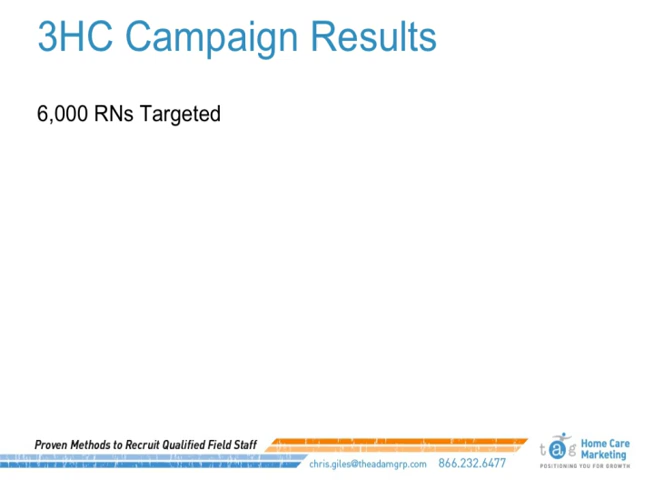 3HC Campaign Results
6,000 RNs Targeted
Proven Methods to Recruit Qualified Field Staff
chris.giles@theadamgrp.com 866.232.6477
tag Home Care
Marketing
POSITIONING YOU FOR GROWTH